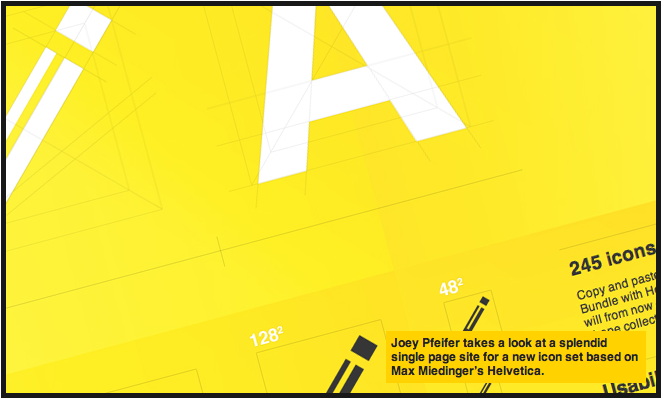 A
245 icons
Copy and paste
Bundle with He
will from now
128²
48²
Joey Pfeifer takes a look at a splendid
single page site for a new icon set based on
Max Miedinger's Helvetica.